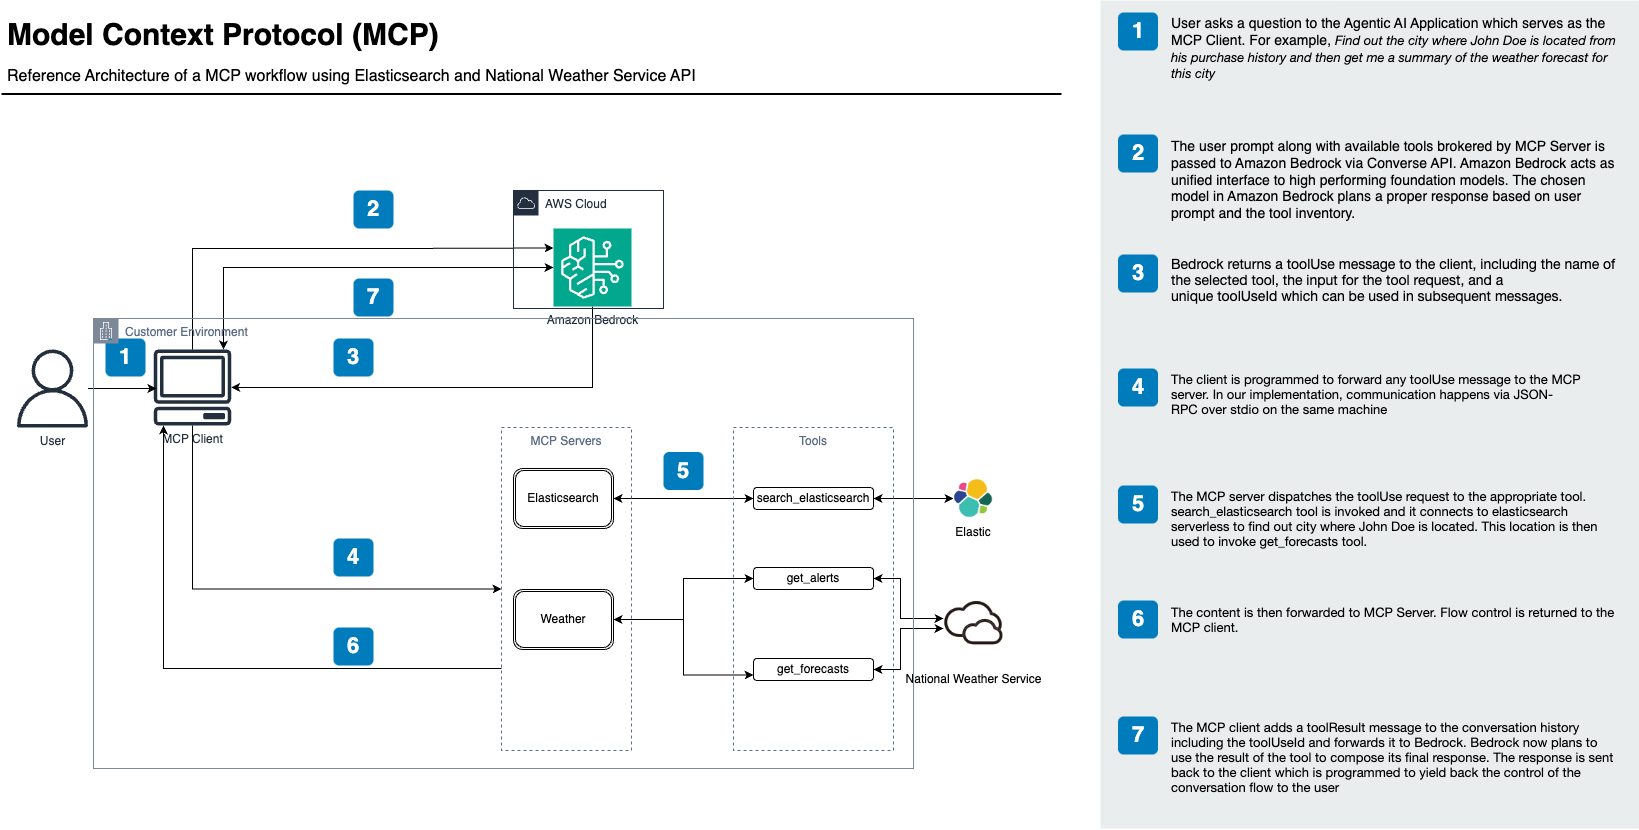 Model Context Protocol (MCP)
Reference Architecture of a MCP workflow using Elasticsearch and National Weather Service API
2
AWS Cloud
7
Amazon Bedrock
Customer Environment
1
3
User
MCP Client
MCP Servers
Tools
5
Elasticsearch
search_elasticsearch
Elastic
4
get_alerts
Weather
6
get_forecasts
National Weather Service
1
User asks a question to the Agentic AI Application which serves as the
MCP Client. For example, Find out the city where John Doe is located from
his purchase history and then get me a summary of the weather forecast for
this city
2
The user prompt along with available tools brokered by MCP Server is
passed to Amazon Bedrock via Converse API. Amazon Bedrock acts as
unified interface to high performing foundation models. The chosen
model in Amazon Bedrock plans a proper response based on user
prompt and the tool inventory.
3
Bedrock returns a toolUse message to the client, including the name of
the selected tool, the input for the tool request, and a
unique toolUseId which can be used in subsequent messages.
4
The client is programmed to forward any toolUse message to the MCP
server. In our implementation, communication happens via JSON-
RPC over stdio on the same machine
5
The MCP server dispatches the toolUse request to the appropriate tool.
search_elasticsearch tool is invoked and it connects to elasticsearch
serverless to find out city where John Doe is located. This location is then
used to invoke get_forecasts tool.
6
The content is then forwarded to MCP Server. Flow control is returned to the
MCP client.
7
The MCP client adds a toolResult message to the conversation history
including the toolUseId and forwards it to Bedrock. Bedrock now plans to
use the result of the tool to compose its final response. The response is sent
back to the client which is programmed to yield back the control of the
conversation flow to the user